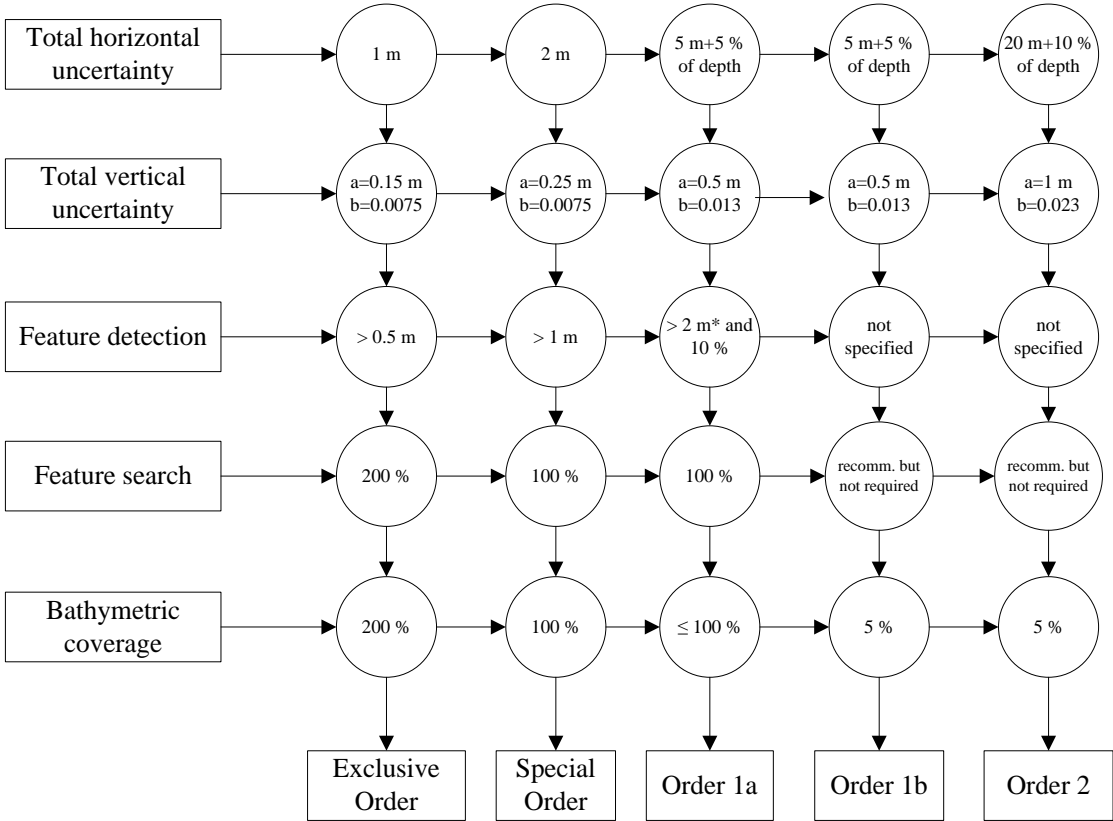 Total horizontal
uncertainty
1 m
2 m
5 m+5 %
of depth
5 m+5 %
of depth
20 m+10 %
of depth
Total vertical
uncertainty
a=0.15 m
b=0.0075
a=0.25 m
b=0.0075
a=0.5 m
b=0.013
a=0.5 m
b=0.013
a=1 m
b=0.023
Feature detection
> 0.5 m
> 1 m
> 2 m* and
10 %
not
specified
not
specified
Feature search
200 %
100 %
100 %
recomm. but
not required
recomm. but
not required
Bathymetric
coverage
200 %
100 %
≤ 100 %
5 %
5 %
Exclusive
Order
Special
Order
Order 1a
Order 1b
Order 2